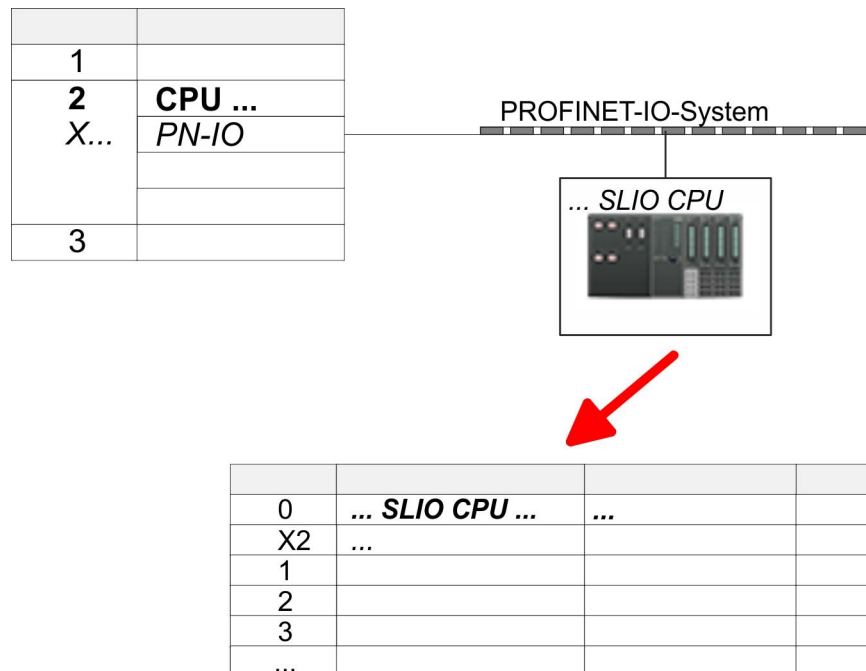 1
2 CPU ...
X... PN-IO
3
PROFINET-IO-System
... SLIO CPU
0 ... SLIO CPU ... ...
X2 ...
1
2
3
...